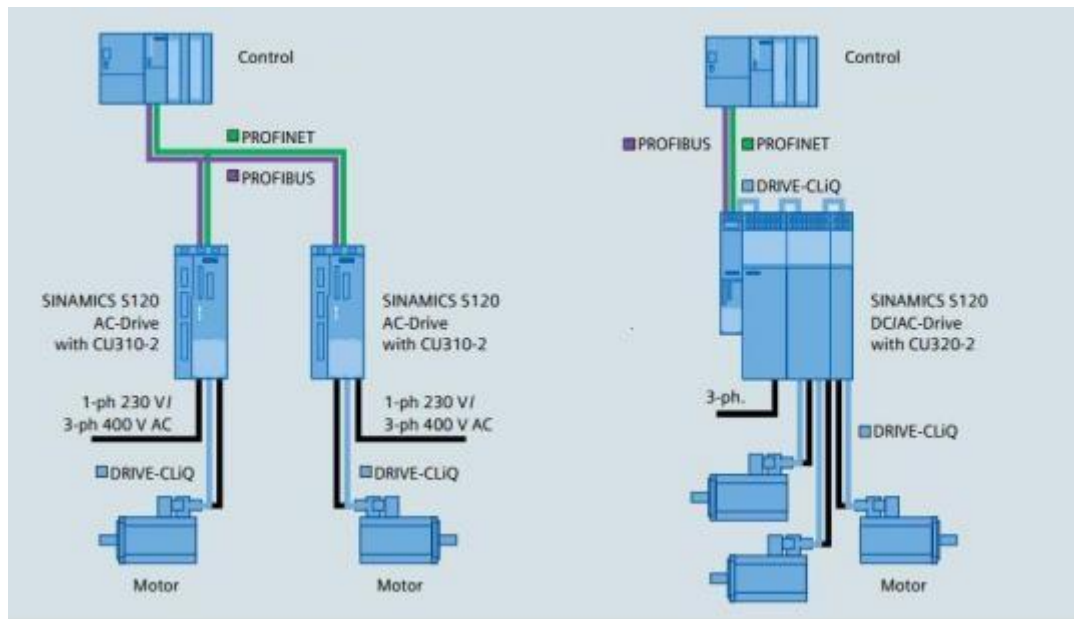 Control
PROFINET
PROFIBUS
SINAMICS S120
AC-Drive
with CU310-2
SINAMICS S120
AC-Drive
with CU310-2
1-ph 230 V/
3-ph 400 V AC
1-ph 230 V/
3-ph 400 V AC
DRIVE-CLiQ
DRIVE-CLiQ
Motor
Motor
Control
PROFIBUS
PROFINET
DRIVE-CLiQ
SINAMICS S120
DC/AC-Drive
with CU320-2
3-ph.
DRIVE-CLiQ
Motor